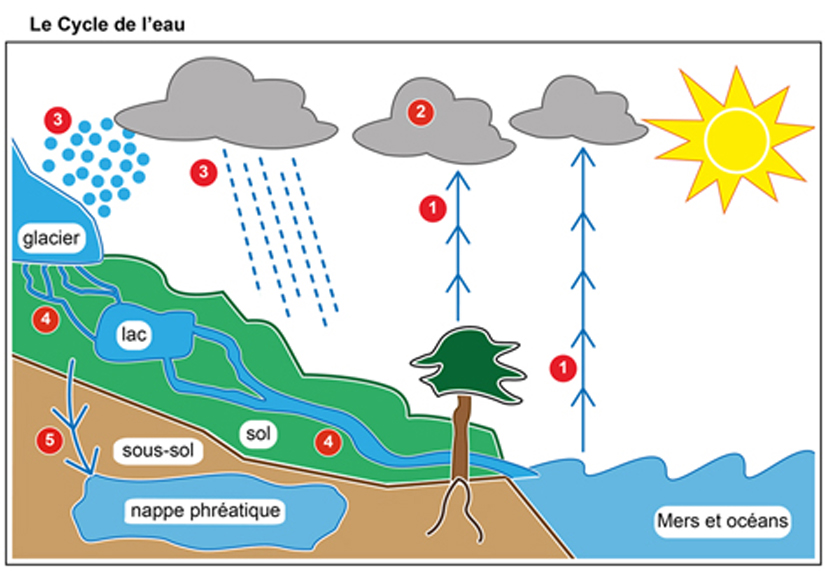 Le Cycle de l'eau
3
2
3
1
glacier
4
lac
1
sol
4
5
sous-sol
nappe phréatique
Mers et océans